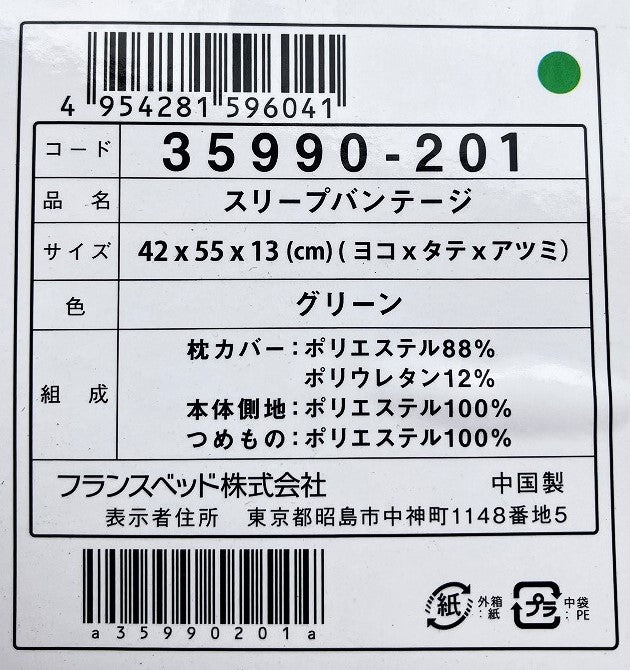 4 954281 596041
コード 35990-201
品名 スリープバンテージ
サイズ 42 x 55 x 13 (cm) ( ヨコ x タテ x アツミ)
色 グリーン
組成 枕カバー：ポリエステル88%
ポリウレタン12%
本体側地：ポリエステル100%
つめもの：ポリエステル100%
フランスベッド株式会社 中国製
表示者住所 東京都昭島市中神町1148番地5
a35990201a
紙 外箱：紙 プラ 中袋：PE